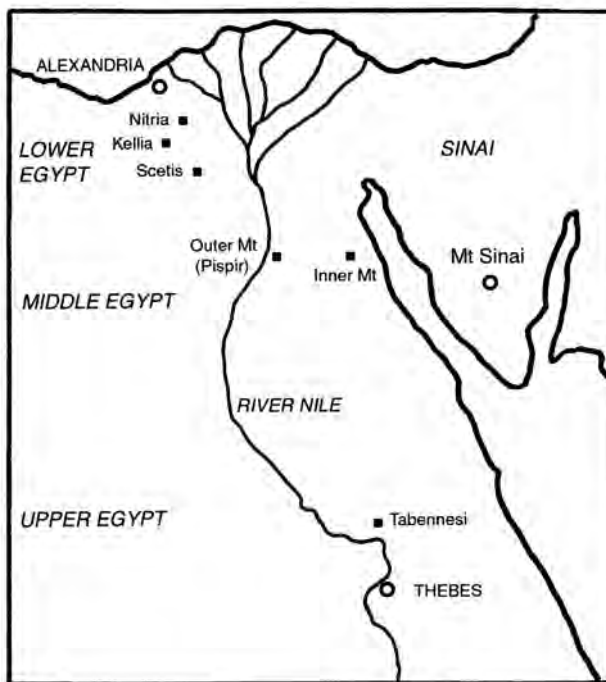 ALEXANDRIA
Nitria
Kellia
LOWER
EGYPT
Scetis
SINAI
Outer Mt
(Pispir)
Inner Mt
Mt Sinai
MIDDLE EGYPT
RIVER NILE
UPPER EGYPT
Tabennesi
THEBES